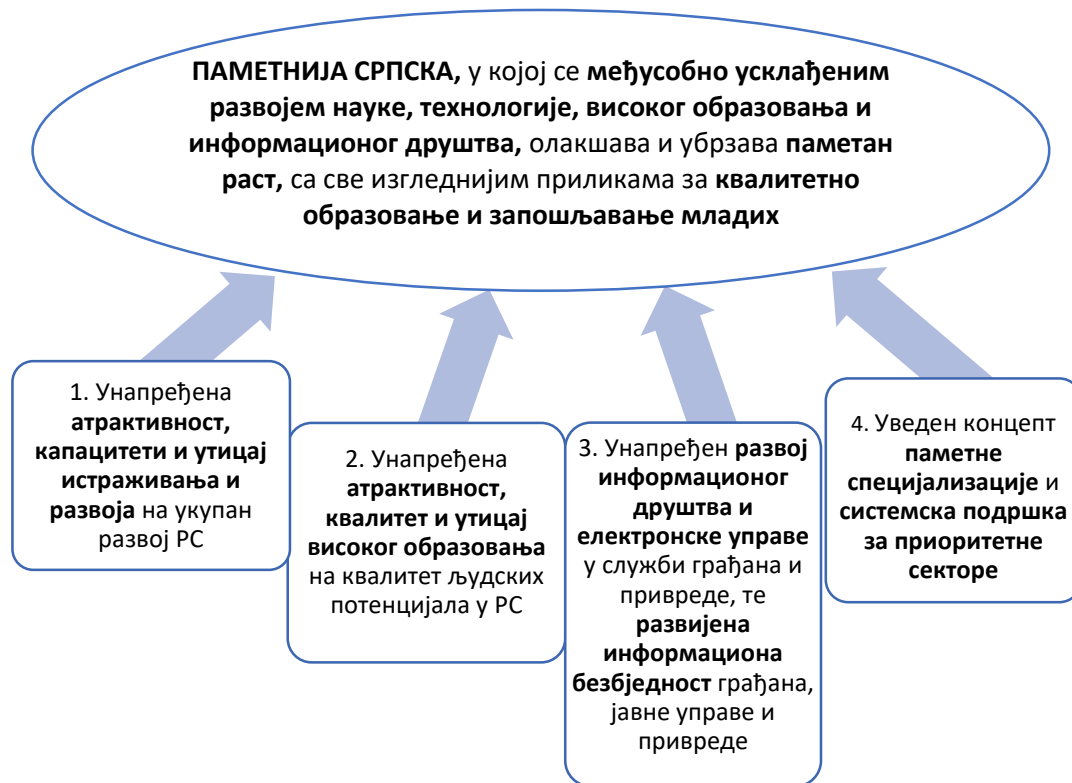 ПАМЕТНИЈА СРПСКА, у којој се међусобно усклађеним
развојем науке, технологије, високог образовања и
информационог друштва, олакшава и убрзава паметан
раст, са све изгледнијим приликама за квалитетно
образовање и запошљавање младих
1. Унапређена
атрактивност,
капацитети и утицај
истраживања и
развоја на укупан
развој РС
2. Унапређена
атрактивност,
квалитет и утицај
високог образовања
на квалитет људских
потенцијала у РС
3. Унапређен развој
информационог
друштва и
електронске управе
у служби грађана и
привреде, те
развијена
информациона
безбједност грађана,
јавне управе и
привреде
4. Уведен концепт
паметне
специјализације и
системска подршка
за приоритетне
секторе